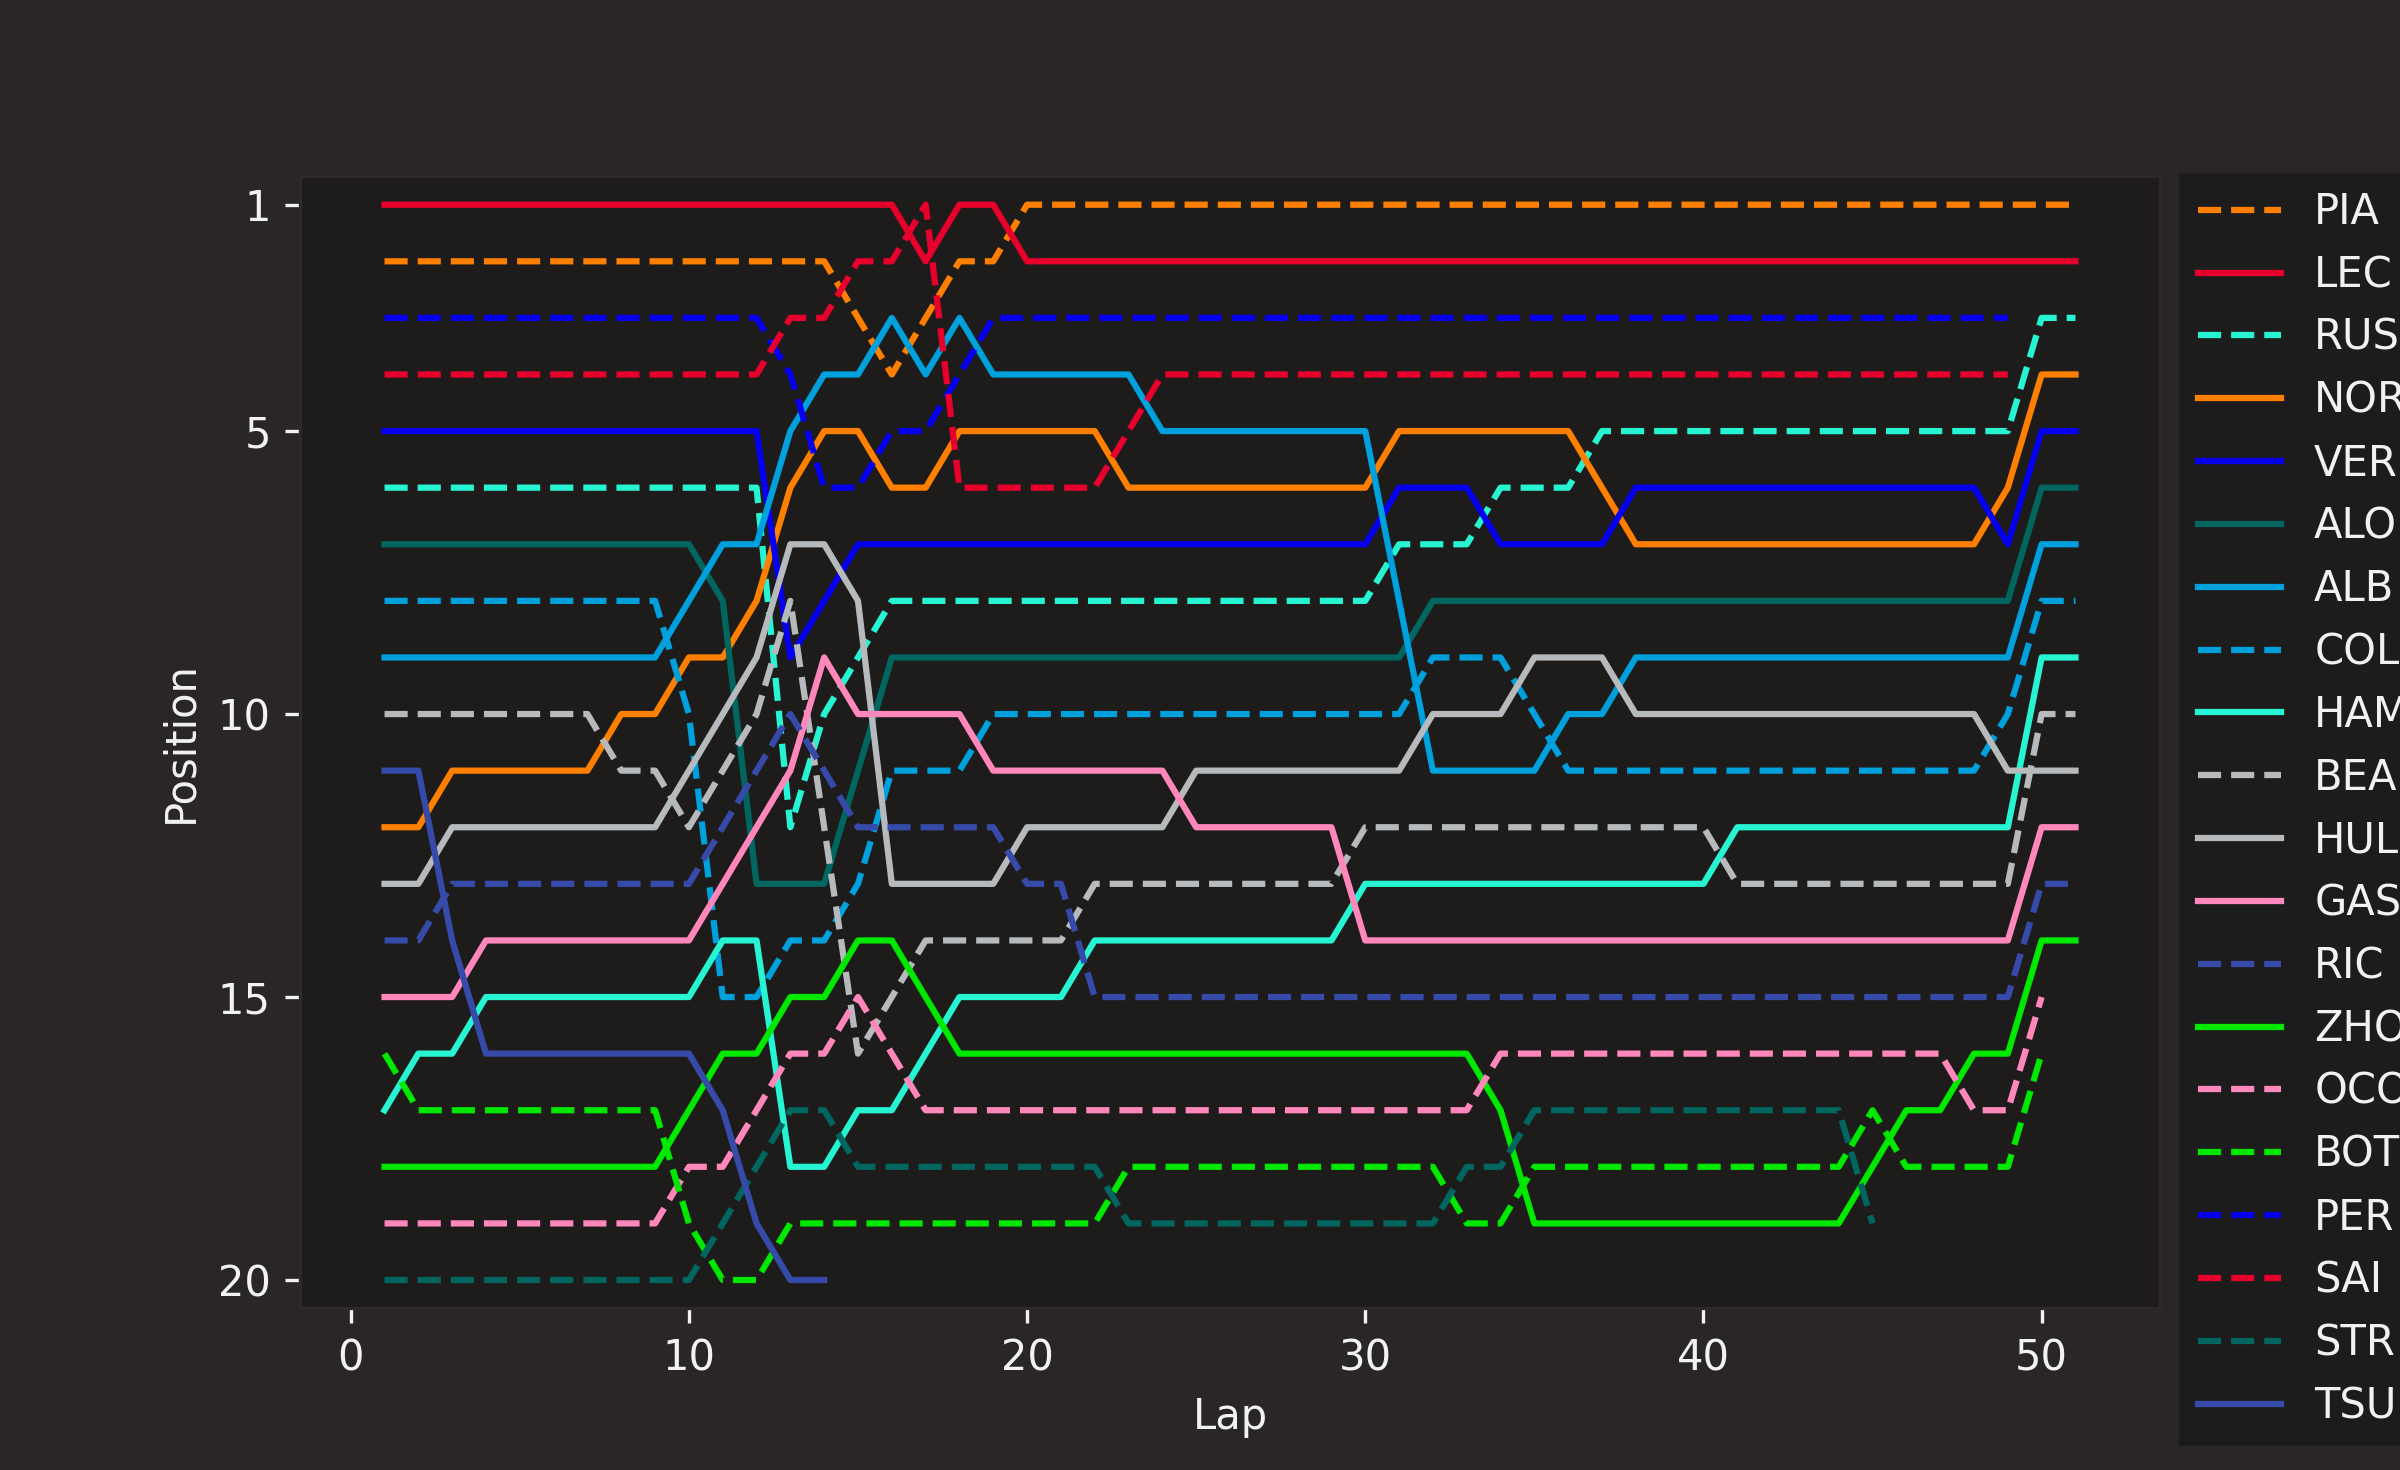 1
5
10
15
20
Position
0 10 20 30 40 50
Lap
PIA
LEC
RUS
NOR
VER
ALO
ALB
COL
HAM
BEA
HUL
GAS
RIC
ZHO
OCO
BOT
PER
SAI
STR
TSU